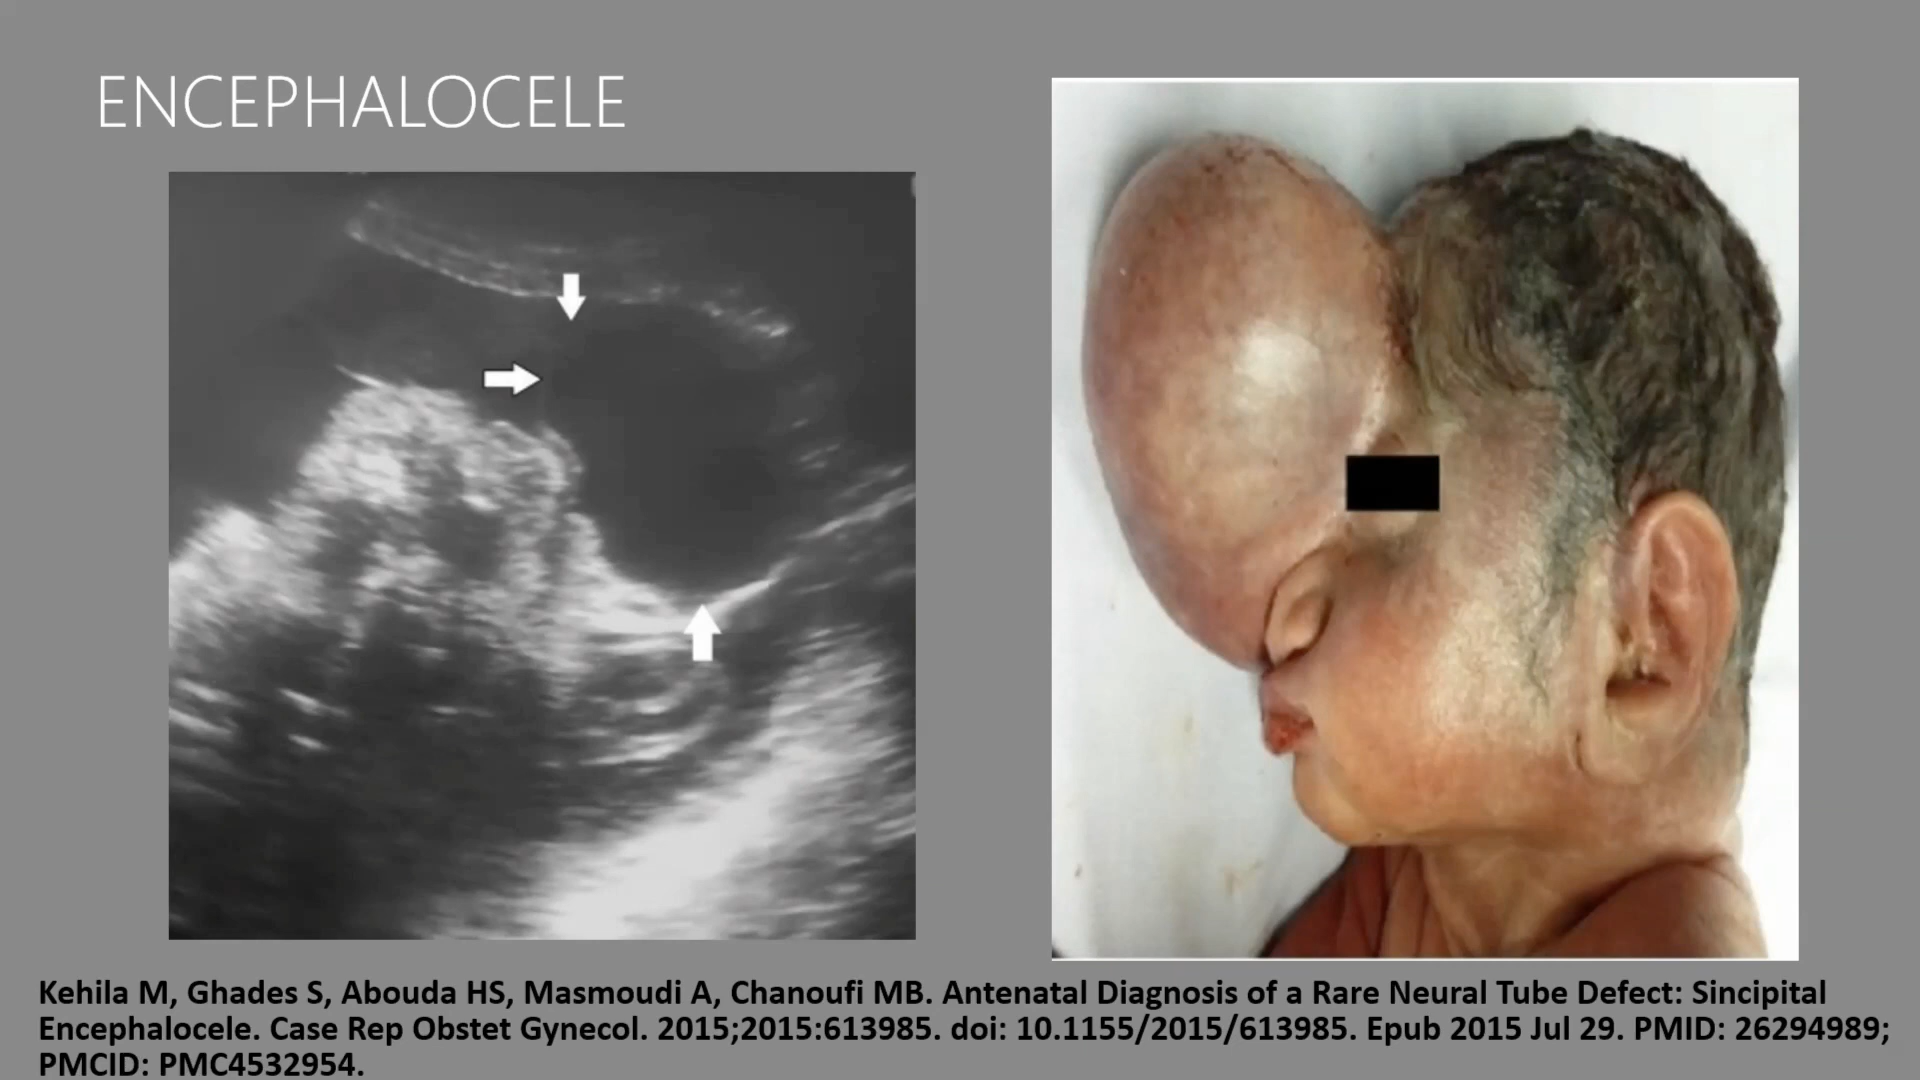 ENCEPHALOCELE
Kehila M, Ghades S, Abouda HS, Masmoudi A, Chanoufi MB. Antenatal Diagnosis of a Rare Neural Tube Defect: Sincipital
Encephalocele. Case Rep Obstet Gynecol. 2015;2015:613985. doi: 10.1155/2015/613985. Epub 2015 Jul 29. PMID: 26294989;
PMCID: PMC4532954.